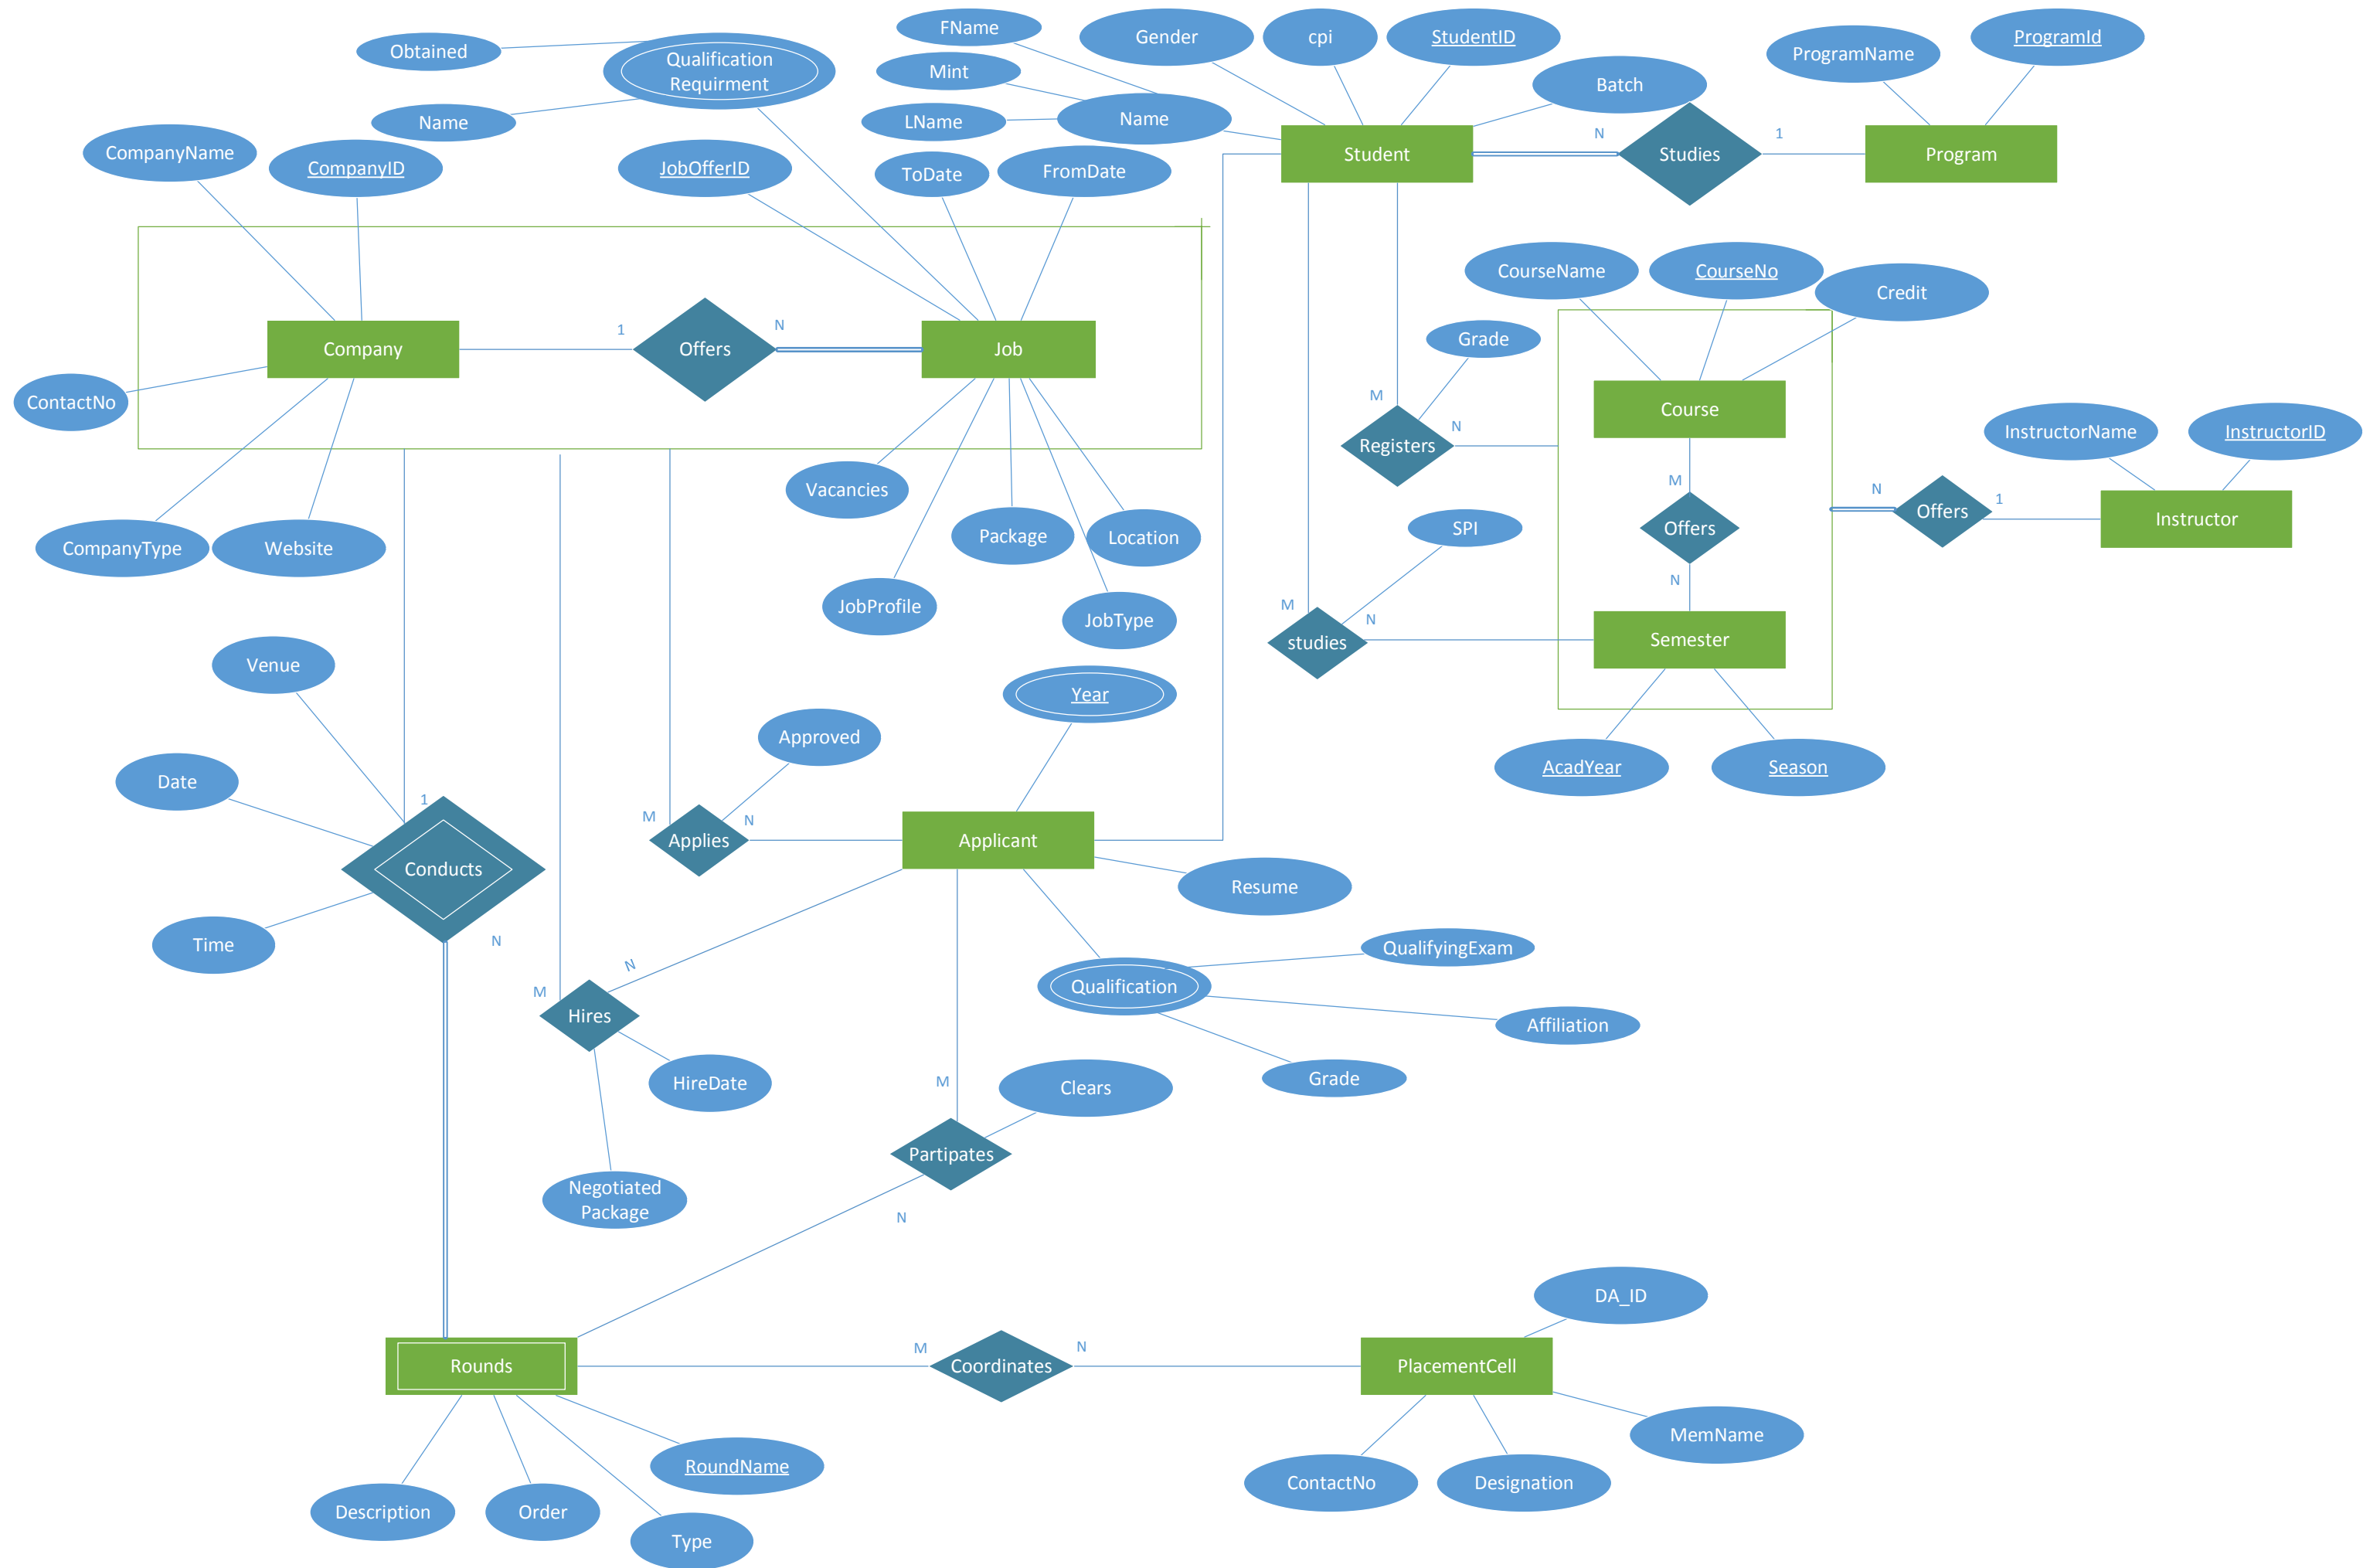 FName
Gender
cpi
StudentID
ProgramName
ProgramId
Obtained
Qualification
Requirment
Mint
Batch
Name
LName
Name
CompanyName
CompanyID
JobOfferID
ToDate
FromDate
Student
N
Studies
1
Program
CourseName
CourseNo
Credit
Company
1
Offers
N
Job
Grade
ContactNo
M
Course
Registers
N
InstructorName
InstructorID
Vacancies
M
N
Offers
1
Instructor
CompanyType
Website
Package
Location
SPI
Offers
N
JobProfile
JobType
M
N
studies
Semester
Venue
Year
Approved
Date
AcadYear
Season
1
M
N
Applies
Applicant
Conducts
Resume
Time
N
N
QualifyingExam
M
Hires
Qualification
Affiliation
HireDate
M
Clears
Grade
Partipates
Negotiated
Package
N
DA_ID
Rounds
M
Coordinates
N
PlacementCell
MemName
RoundName
ContactNo
Designation
Description
Order
Type